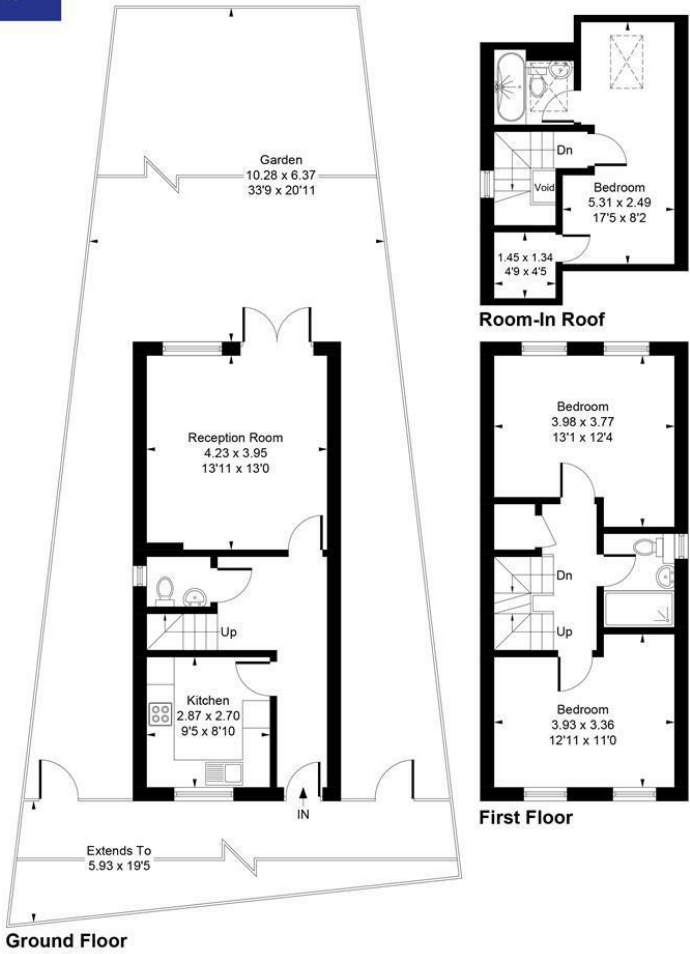 Garden
10.28 x 6.37
33'9 x 20'11
Reception Room
4.23 x 3.95
13'11 x 13'0
Up
Kitchen
2.87 x 2.70
9'5 x 8'10
IN
Extends To
5.93 x 19'5
Ground Floor
Dn
Void
Bedroom
5.31 x 2.49
17'5 x 8'2
1.45 x 1.34
4'9 x 4'5
Room-In Roof
Bedroom
3.98 x 3.77
13'1 x 12'4
Dn
Up
Bedroom
3.93 x 3.36
12'11 x 11'0
First Floor